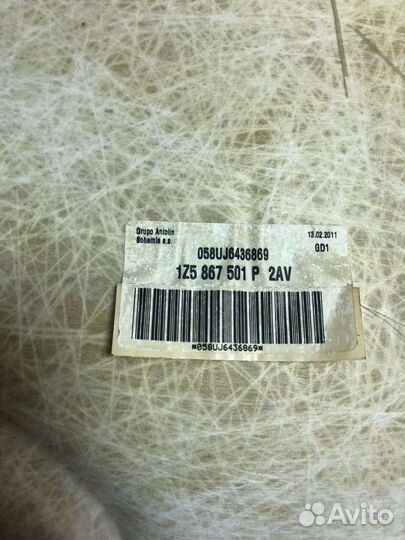 Grupo Antolin
Bohemia a.s.
13.02.2011
GD1
058UJ6436869
1Z5 867 501 P 2AV
*058UJ6436869*
Avito